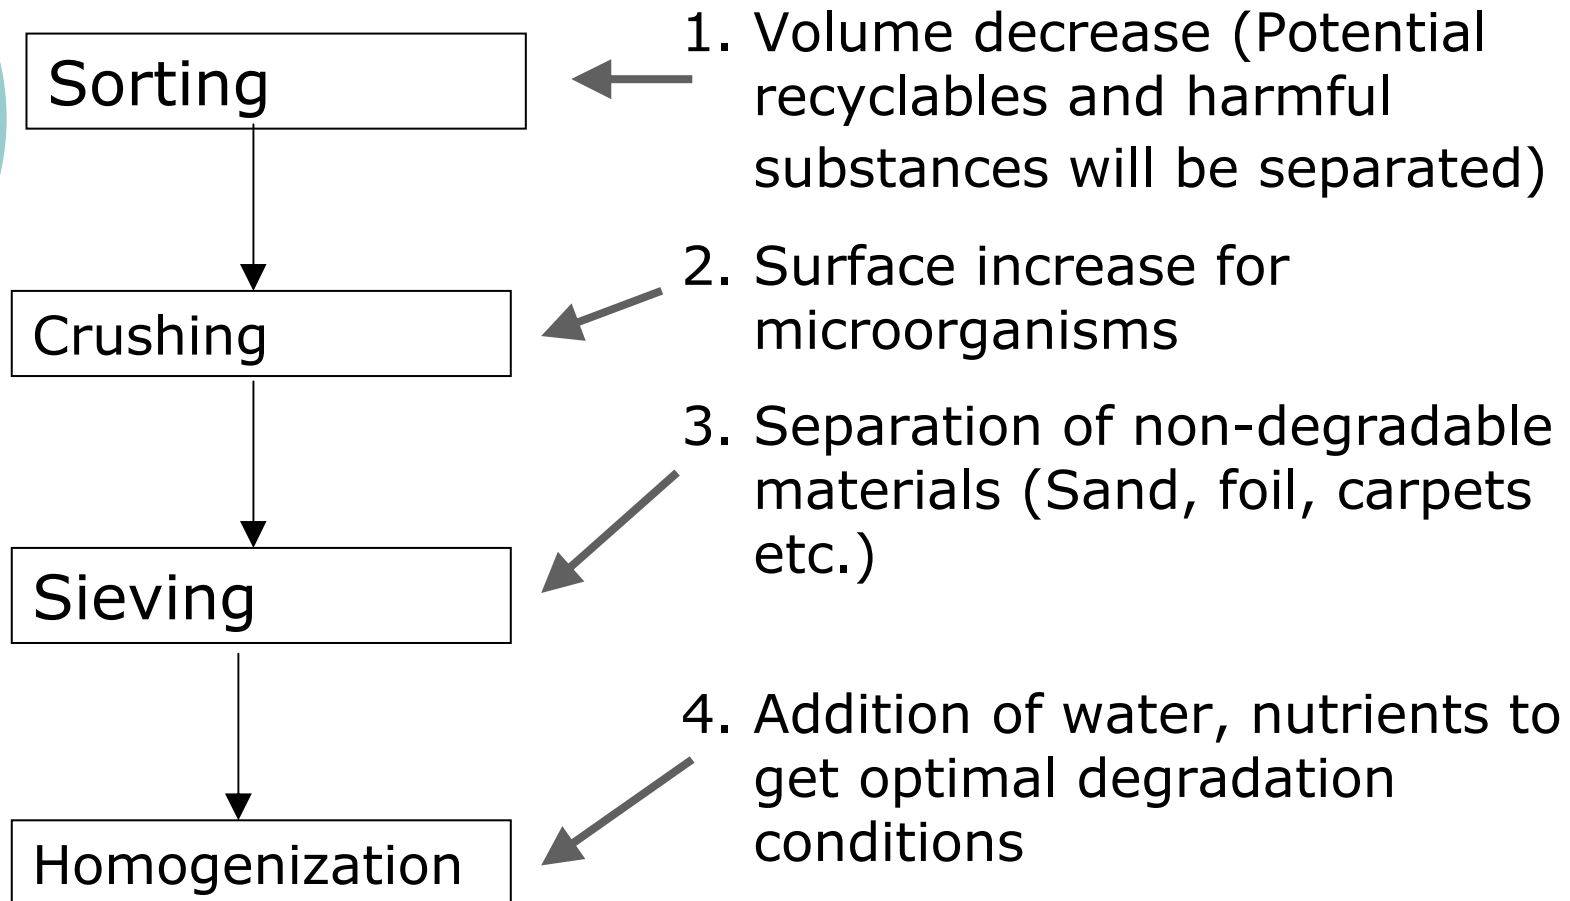 Sorting
1. Volume decrease (Potential
recyclables and harmful
substances will be separated)
Crushing
2. Surface increase for
microorganisms
Sieving
3. Separation of non-degradable
materials (Sand, foil, carpets
etc.)
Homogenization
4. Addition of water, nutrients to
get optimal degradation
conditions